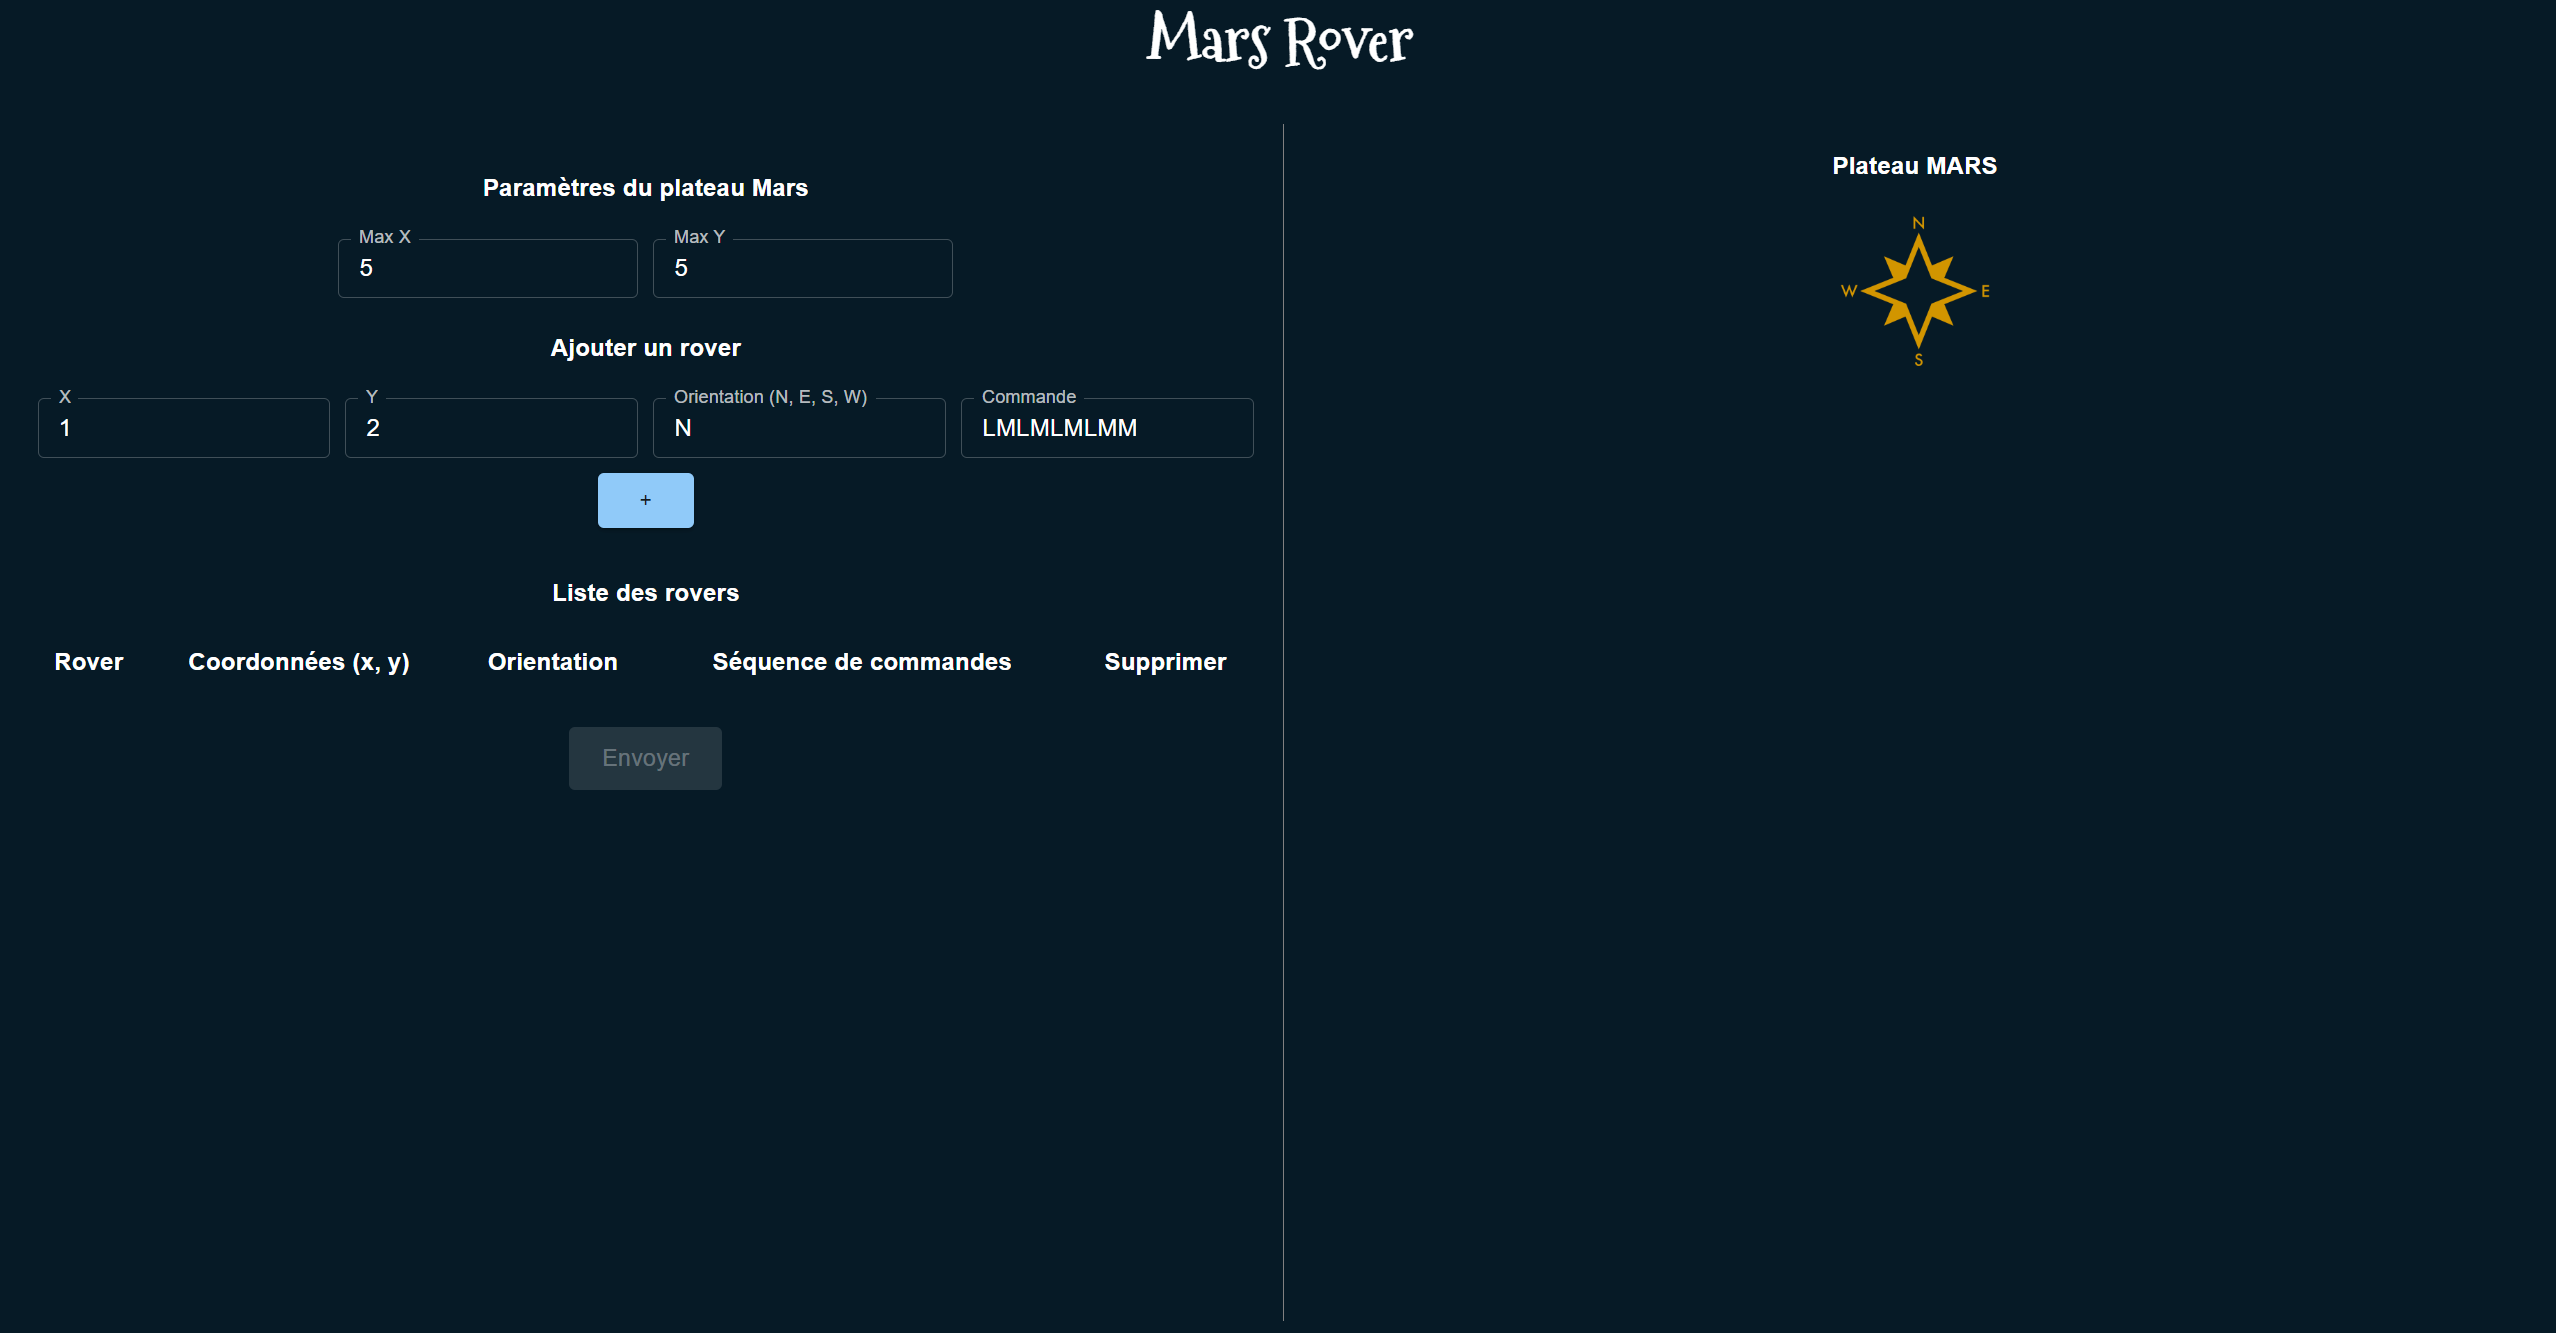 Mars Rover
Paramètres du plateau Mars
Max X
Max Y
5
5
Ajouter un rover
X
Y
Orientation (N, E, S, W)
Commande
1
2
N
LMLMLMLMM
+
Liste des rovers
Rover Coordonnées (x, y) Orientation Séquence de commandes Supprimer
Envoyer
Plateau MARS
N
W E
S